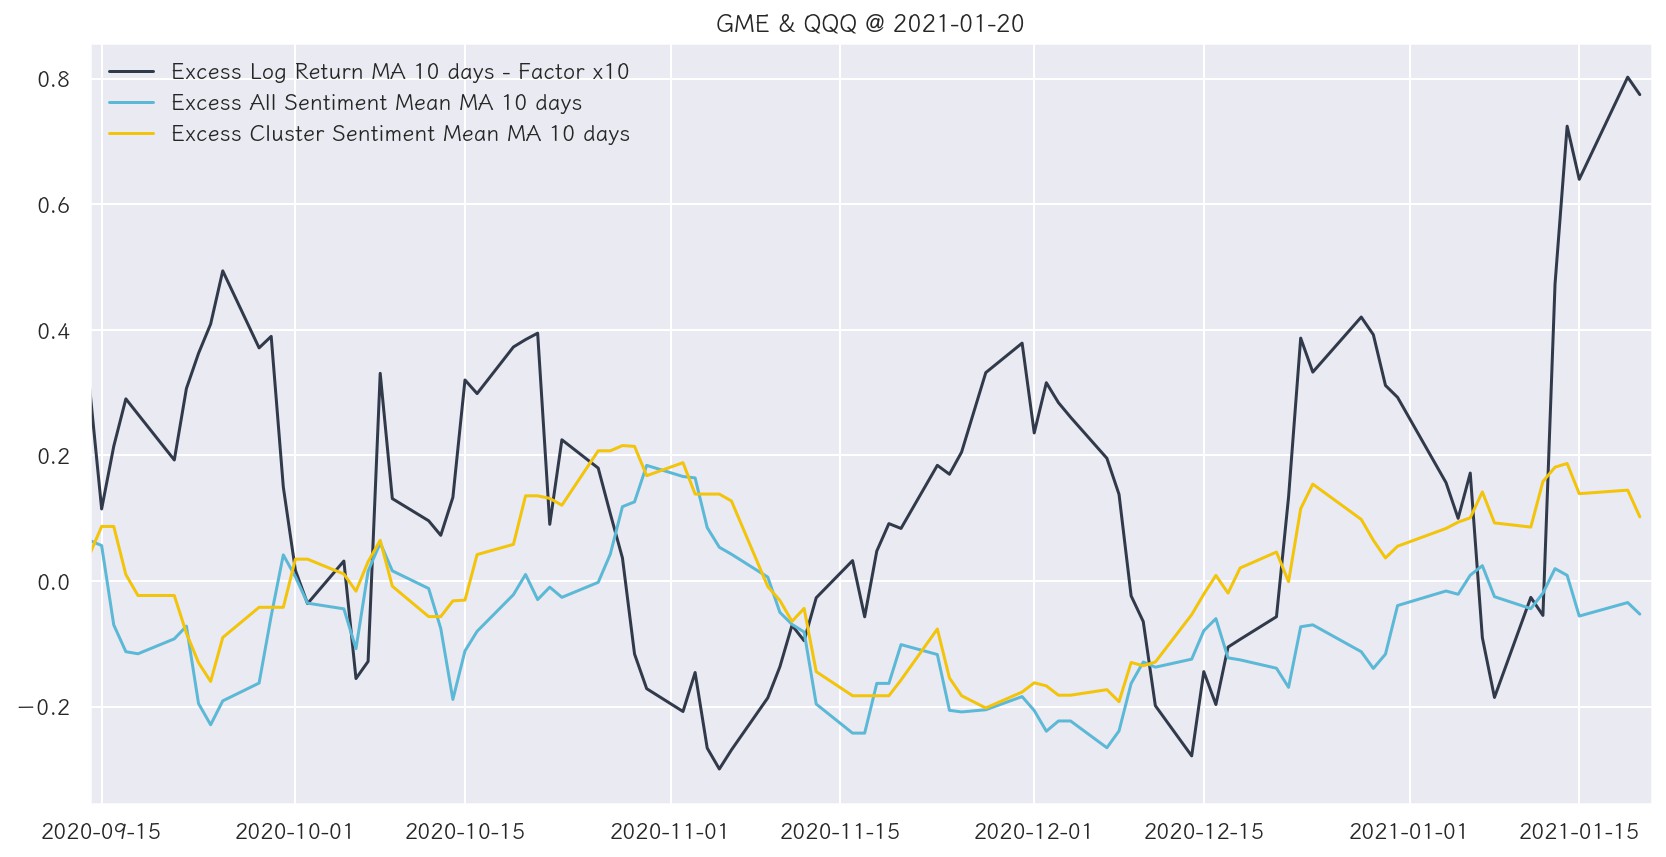 GME & QQQ @ 2021-01-20
Excess Log Return MA 10 days - Factor x10
Excess All Sentiment Mean MA 10 days
Excess Cluster Sentiment Mean MA 10 days
0.8
0.6
0.4
0.2
0.0
−0.2
2020-09-15 2020-10-01 2020-10-15 2020-11-01 2020-11-15 2020-12-01 2020-12-15 2021-01-01 2021-01-15